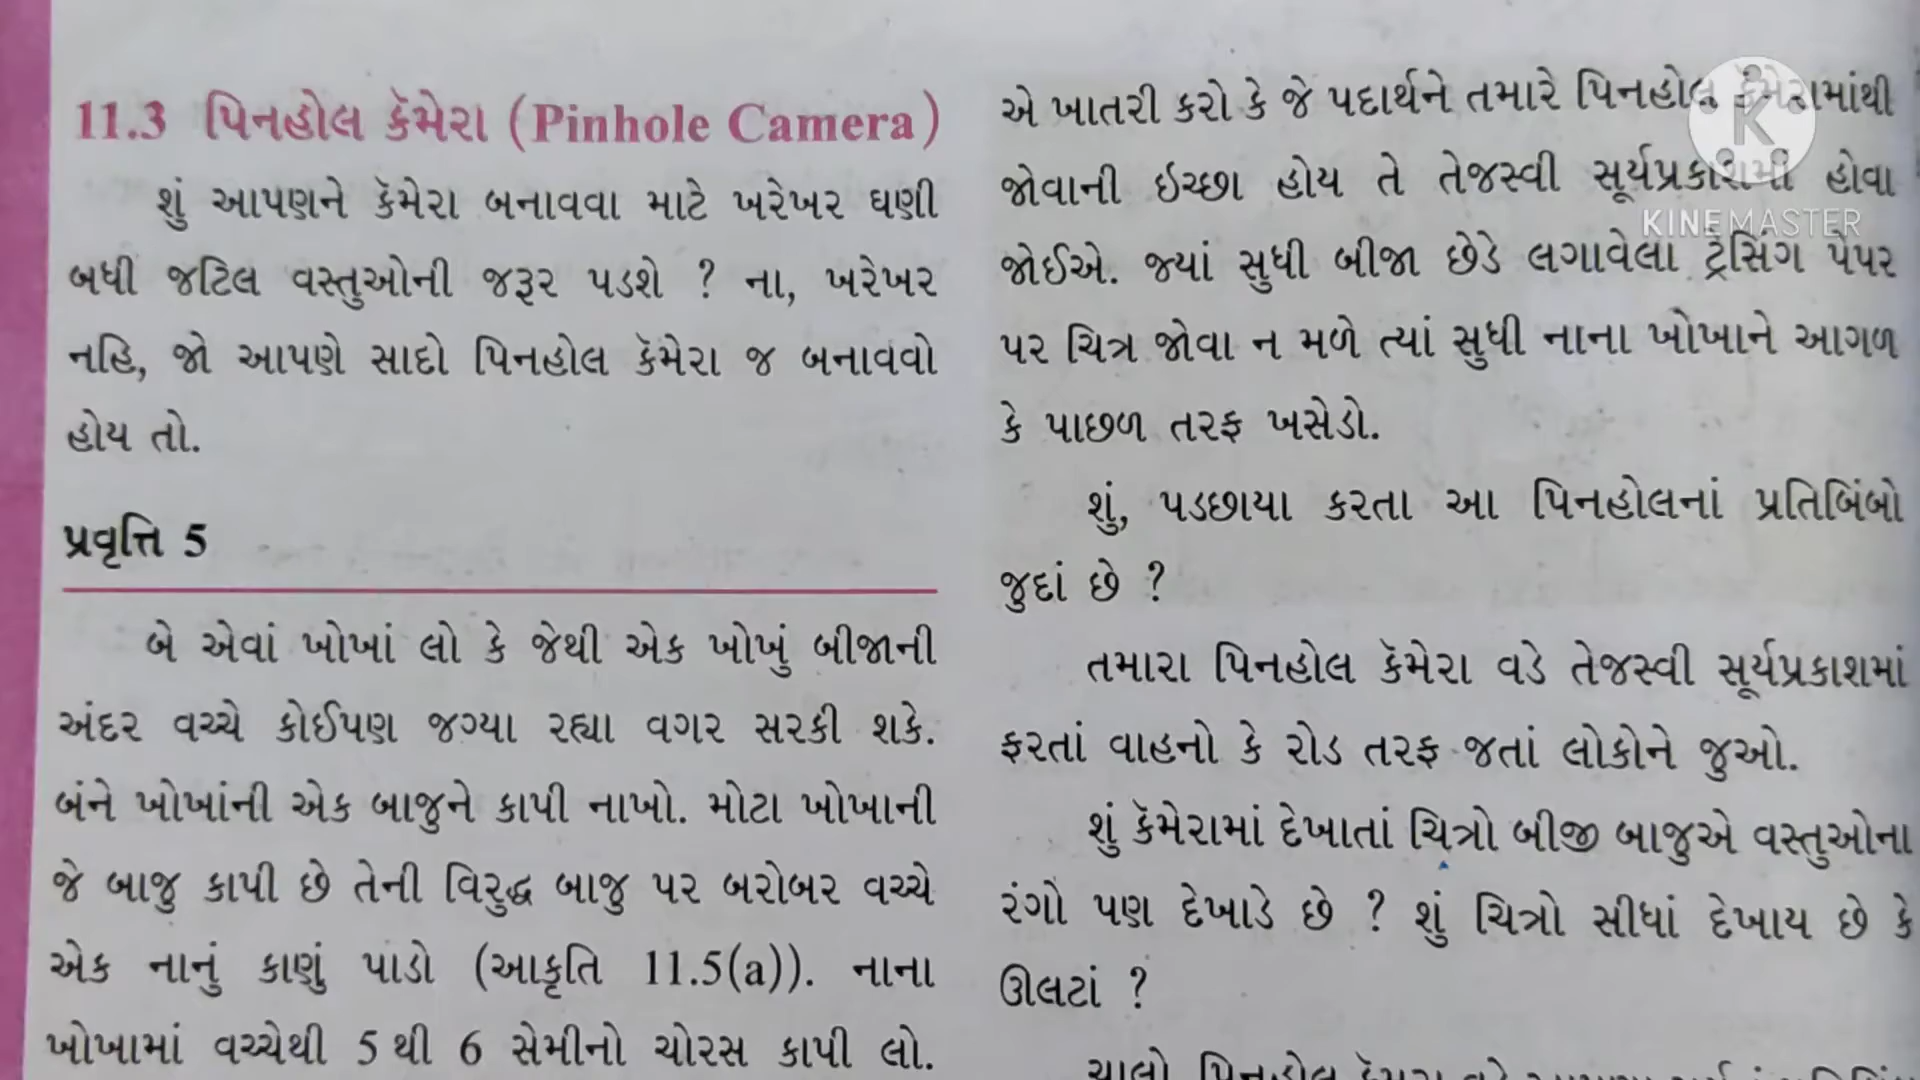 11.3 પિનહોલ કૅમેરા (Pinhole Camera)
શું આપણને કૅમેરા બનાવવા માટે ખરેખર ઘણી
બધી જટિલ વસ્તુઓની જરૂર પડશે ? ના, ખરેખર
નહિ, જો આપણે સાદો પિનહોલ કૅમેરા જ બનાવવો
હોય તો.
પ્રવૃત્તિ 5
બે એવાં ખોખાં લો કે જેથી એક ખોખું બીજાની
અંદર વચ્ચે કોઈપણ જગ્યા રહ્યા વગર સરકી શકે.
બંને ખોખાંની એક બાજુને કાપી નાખો. મોટા ખોખાની
જે બાજુ કાપી છે તેની વિરુદ્ધ બાજુ પર બરોબર વચ્ચે
એક નાનું કાણું પાડો (આકૃતિ 11.5(a)). નાના
ખોખામાં વચ્ચેથી 5 થી 6 સેમીનો ચોરસ કાપી લો.
એ ખાતરી કરો કે જે પદાર્થને તમારે પિનહોલ કૅમેરામાંથી
જોવાની ઈચ્છા હોય તે તેજસ્વી સૂર્યપ્રકાશમાં હોવા
જોઈએ. જ્યાં સુધી બીજા છેડે લગાવેલા ટ્રેસિંગ પેપર
પર ચિત્ર જોવા ન મળે ત્યાં સુધી નાના ખોખાને આગળ
કે પાછળ તરફ ખસેડો.
શું, પડછાયા કરતા આ પિનહોલનાં પ્રતિબિંબો
જુદાં છે ?
તમારા પિનહોલ કૅમેરા વડે તેજસ્વી સૂર્યપ્રકાશમાં
ફરતાં વાહનો કે રોડ તરફ જતાં લોકોને જુઓ.
શું કૅમેરામાં દેખાતાં ચિત્રો બીજી બાજુએ વસ્તુઓના
રંગો પણ દેખાડે છે ? શું ચિત્રો સીધાં દેખાય છે કે
ઊલટાં ?
ચાલો પિનહોલ કૅમેરા વડે
K
KINEMASTER